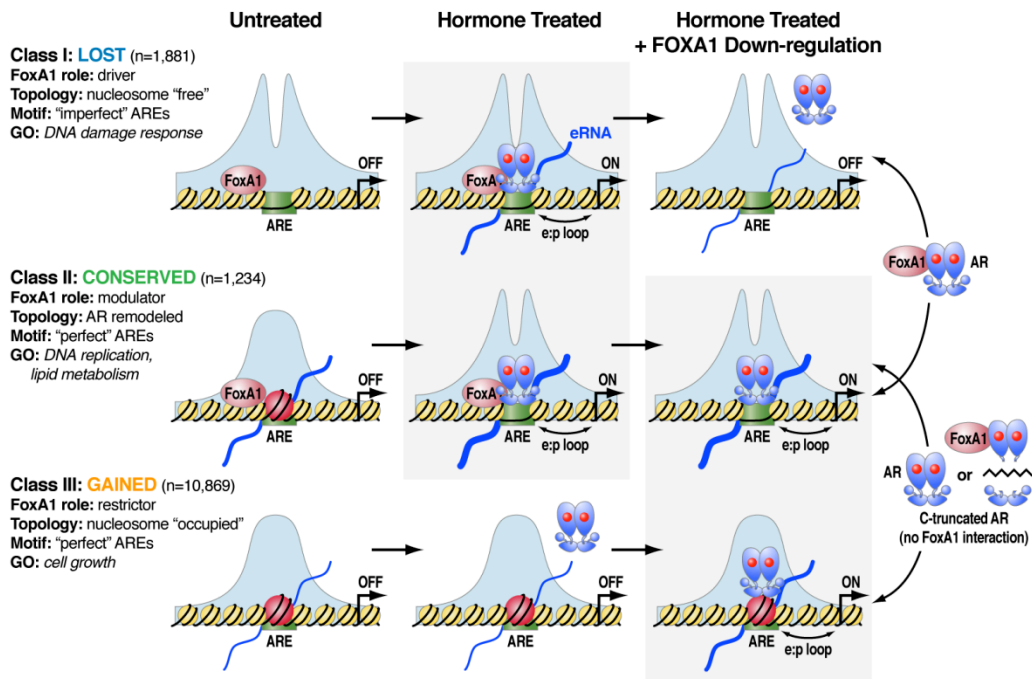 Untreated
Hormone Treated
Hormone Treated
+ FOXA1 Down-regulation
Class I: LOST (n=1,881)
FoxA1 role: driver
Topology: nucleosome “free”
Motif: “imperfect” AREs
GO: DNA damage response
FoxA1
OFF
ARE
eRNA
FoxA
ON
ARE
e:p loop
OFF
ARE
FoxA1
AR
Class II: CONSERVED (n=1,234)
FoxA1 role: modulator
Topology: AR remodeled
Motif: “perfect” AREs
GO: DNA replication,
lipid metabolism
FoxA1
OFF
ARE
FoxA
ON
ARE
e:p loop
ON
ARE
e:p loop
FoxA1
AR
or
C-truncated AR
(no FoxA1 interaction)
Class III: GAINED (n=10,869)
FoxA1 role: restrictor
Topology: nucleosome “occupied”
Motif: “perfect” AREs
GO: cell growth
OFF
ARE
OFF
ARE
ON
ARE
e:p loop